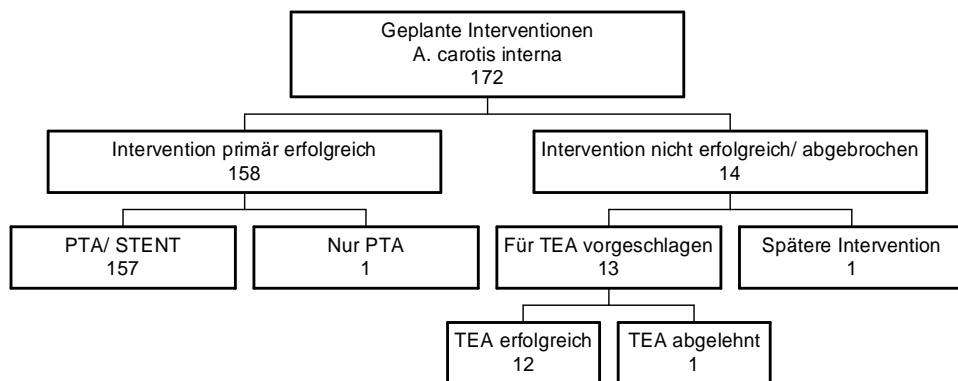 Geplante Interventionen
A. carotis interna
172
Intervention primär erfolgreich
158
Intervention nicht erfolgreich/ abgebrochen
14
PTA/ STENT
157
Nur PTA
1
Für TEA vorgeschlagen
13
Spätere Intervention
1
TEA erfolgreich
12
TEA abgelehnt
1